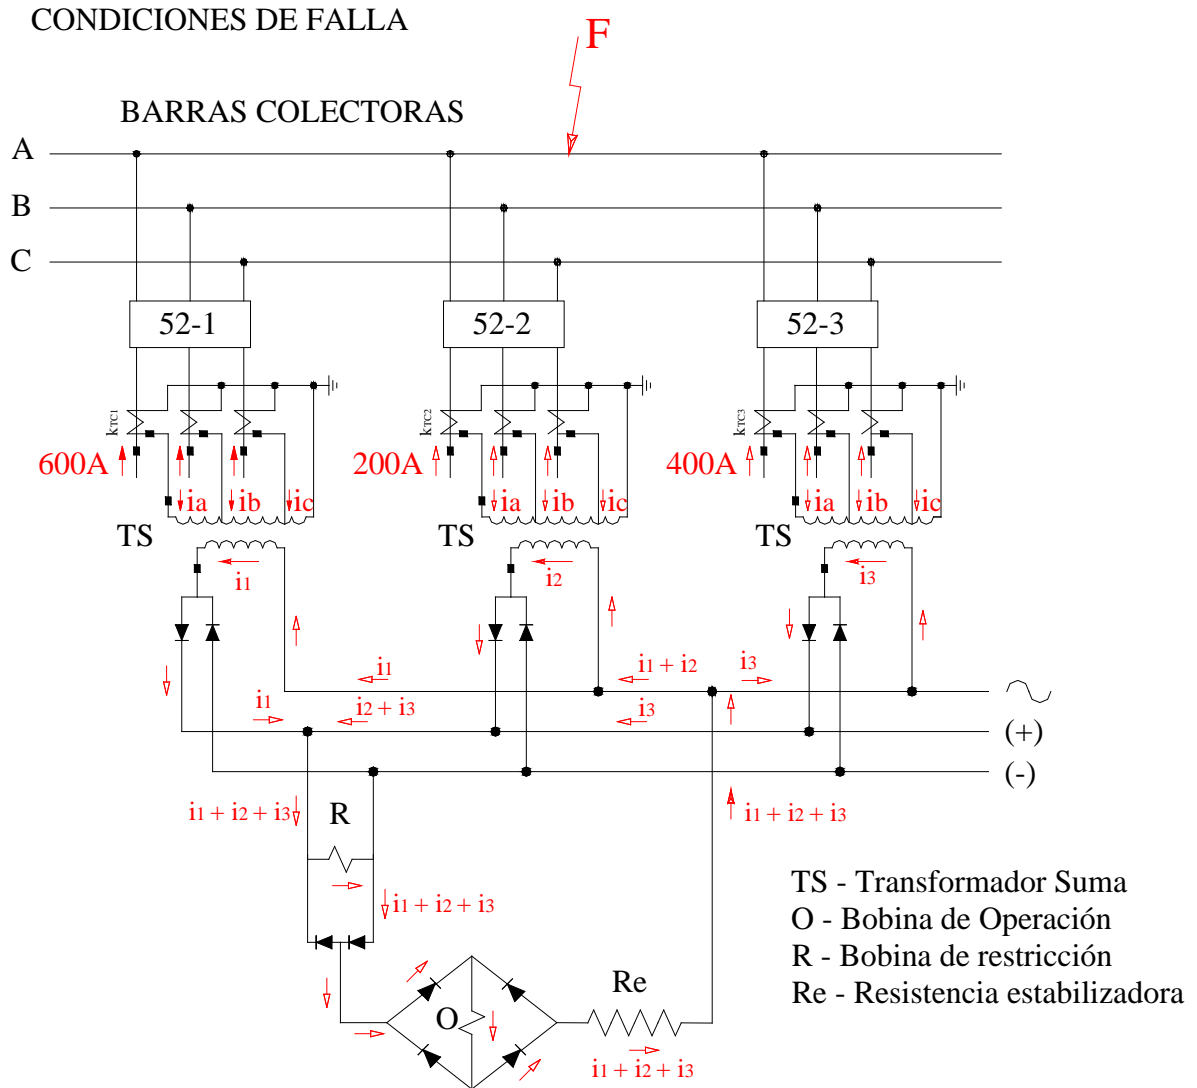 CONDICIONES DE FALLA
F
BARRAS COLECTORAS
A
B
C
52-1 52-2 52-3
kTC1 kTC2 kTC3
600A 200A 400A
ia ib ic ia ib ic ia ib ic
TS TS TS
i1 i2 i3
i1 i1 + i2 i3
i1 i2 + i3 i3
(+)
(-)
i1 + i2 + i3 R i1 + i2 + i3
i1 + i2 + i3
O Re
i1 + i2 + i3
TS - Transformador Suma
O - Bobina de Operación
R - Bobina de restricción
Re - Resistencia estabilizadora